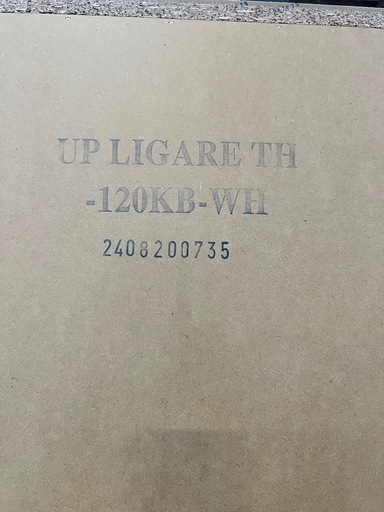 UP LIGARE TH
-120KB-WH
2408200735